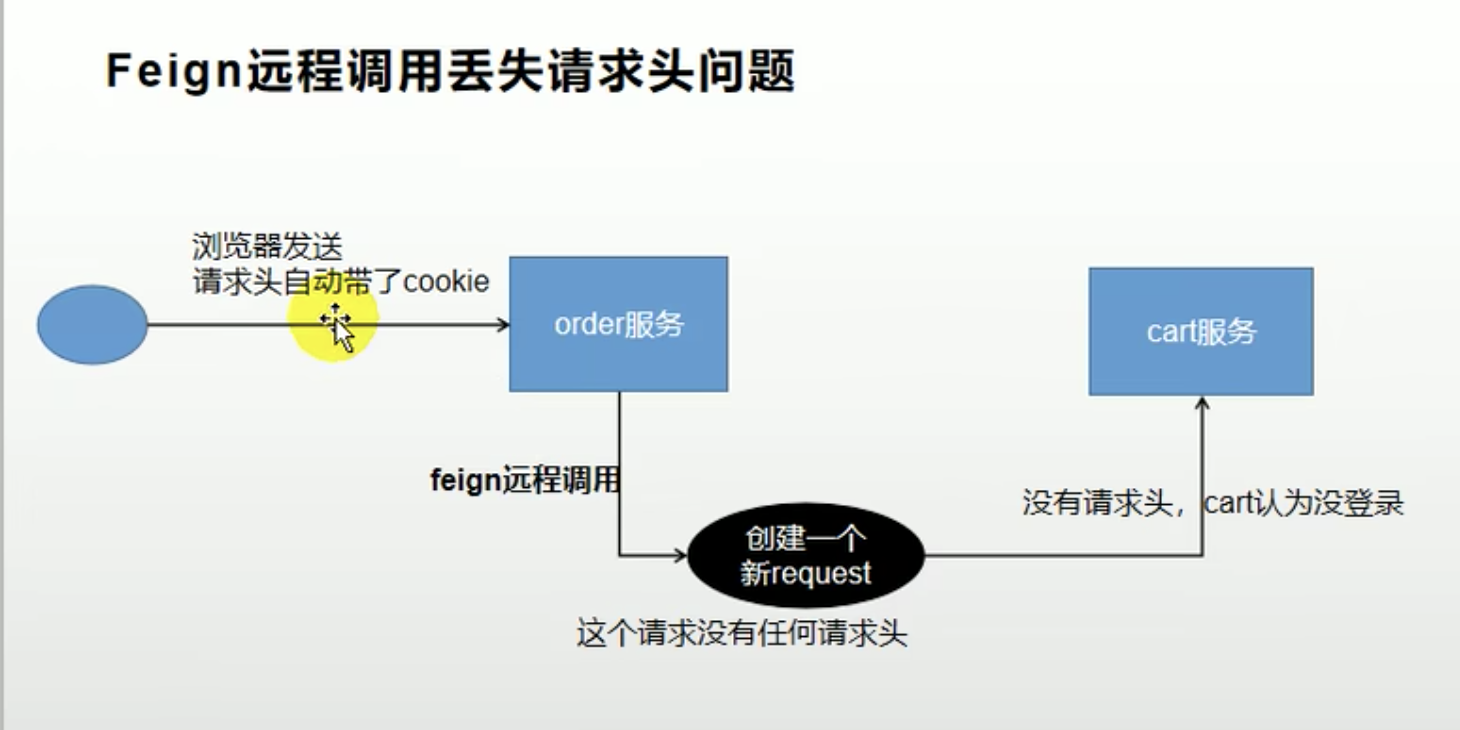 Feign远程调用丢失请求头问题
浏览器发送
请求头自动带了cookie
order服务
cart服务
feign远程调用
没有请求头，cart认为没登录
创建一个
新request
这个请求没有任何请求头